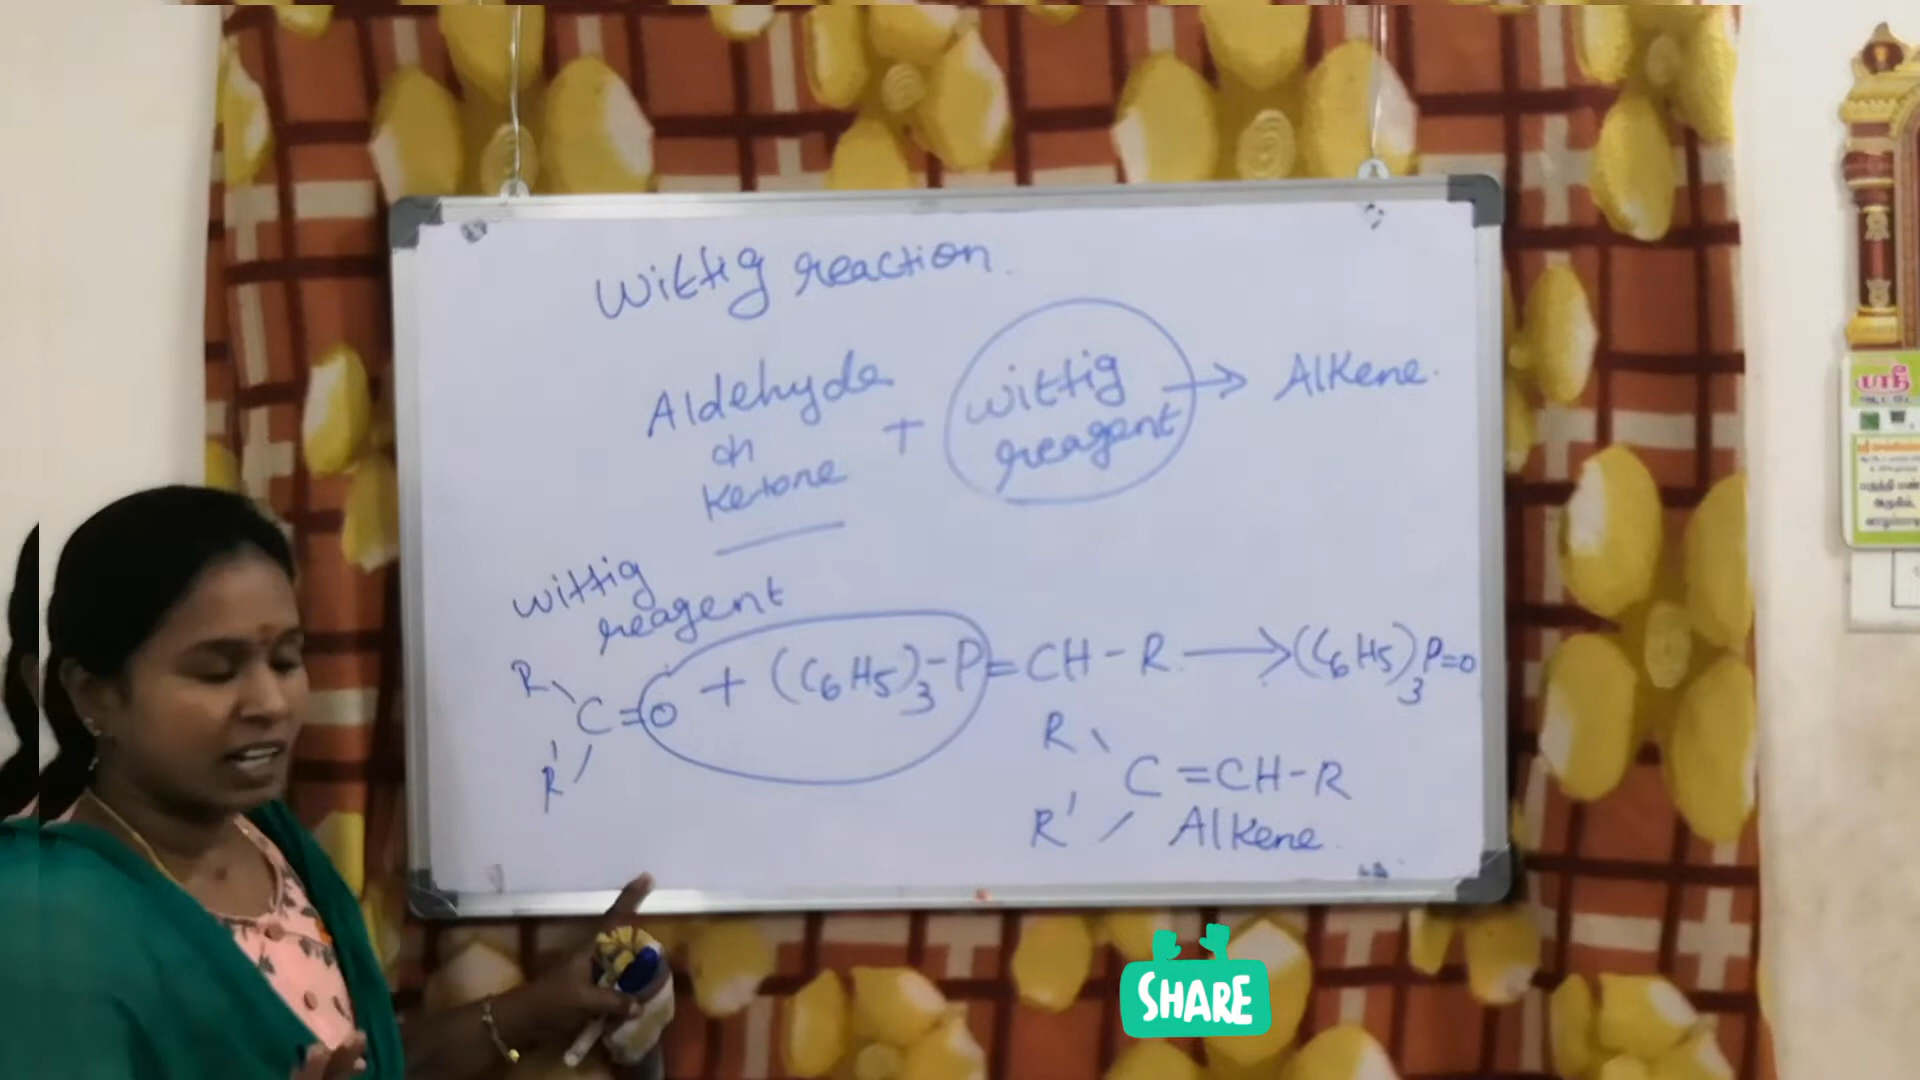 Wittig reaction.
Aldehyde
or
ketone
+ wittig
reagent
→ Alkene.
wittig
reagent
R
C=O + (C6H5)3-P=CH-R → (C6H5)3P=O
R'
R
C=CH-R
R'
Alkene.
ஸ்ரீ
SHARE